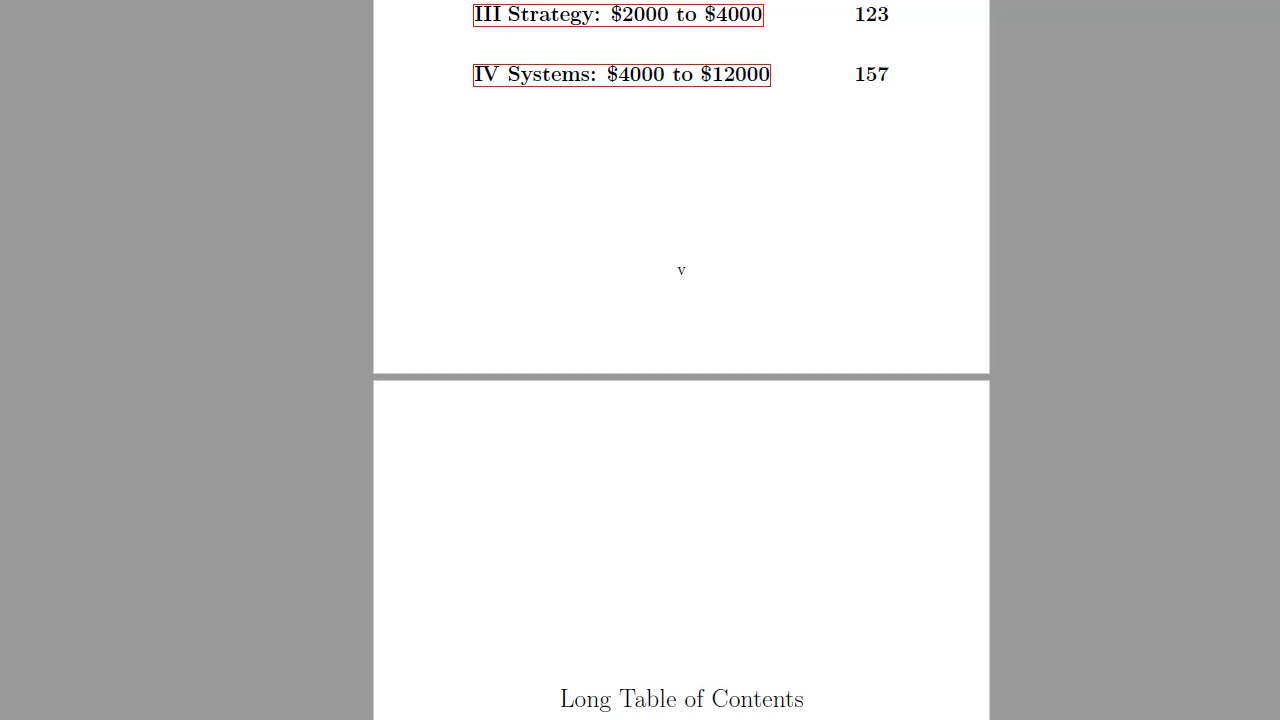 III Strategy: $2000 to $4000 123
IV Systems: $4000 to $12000 157
v
Long Table of Contents